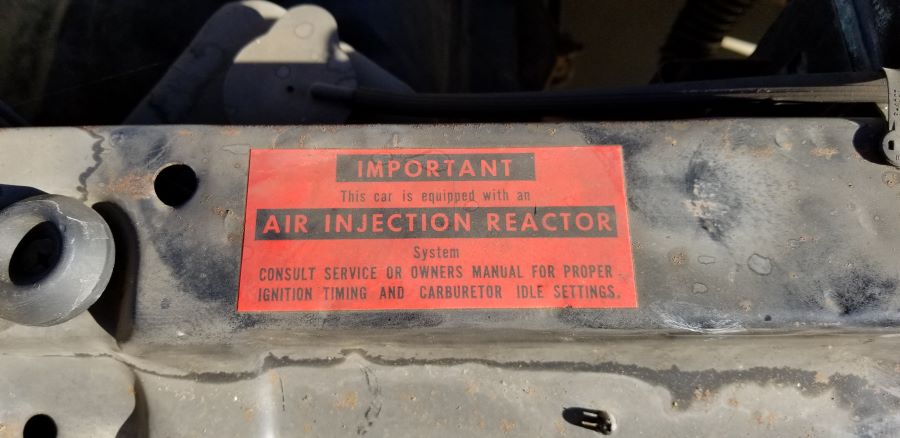 IMPORTANT
This car is equipped with an
AIR INJECTION REACTOR
System
CONSULT SERVICE OR OWNERS MANUAL FOR PROPER
IGNITION TIMING AND CARBURETOR IDLE SETTINGS.